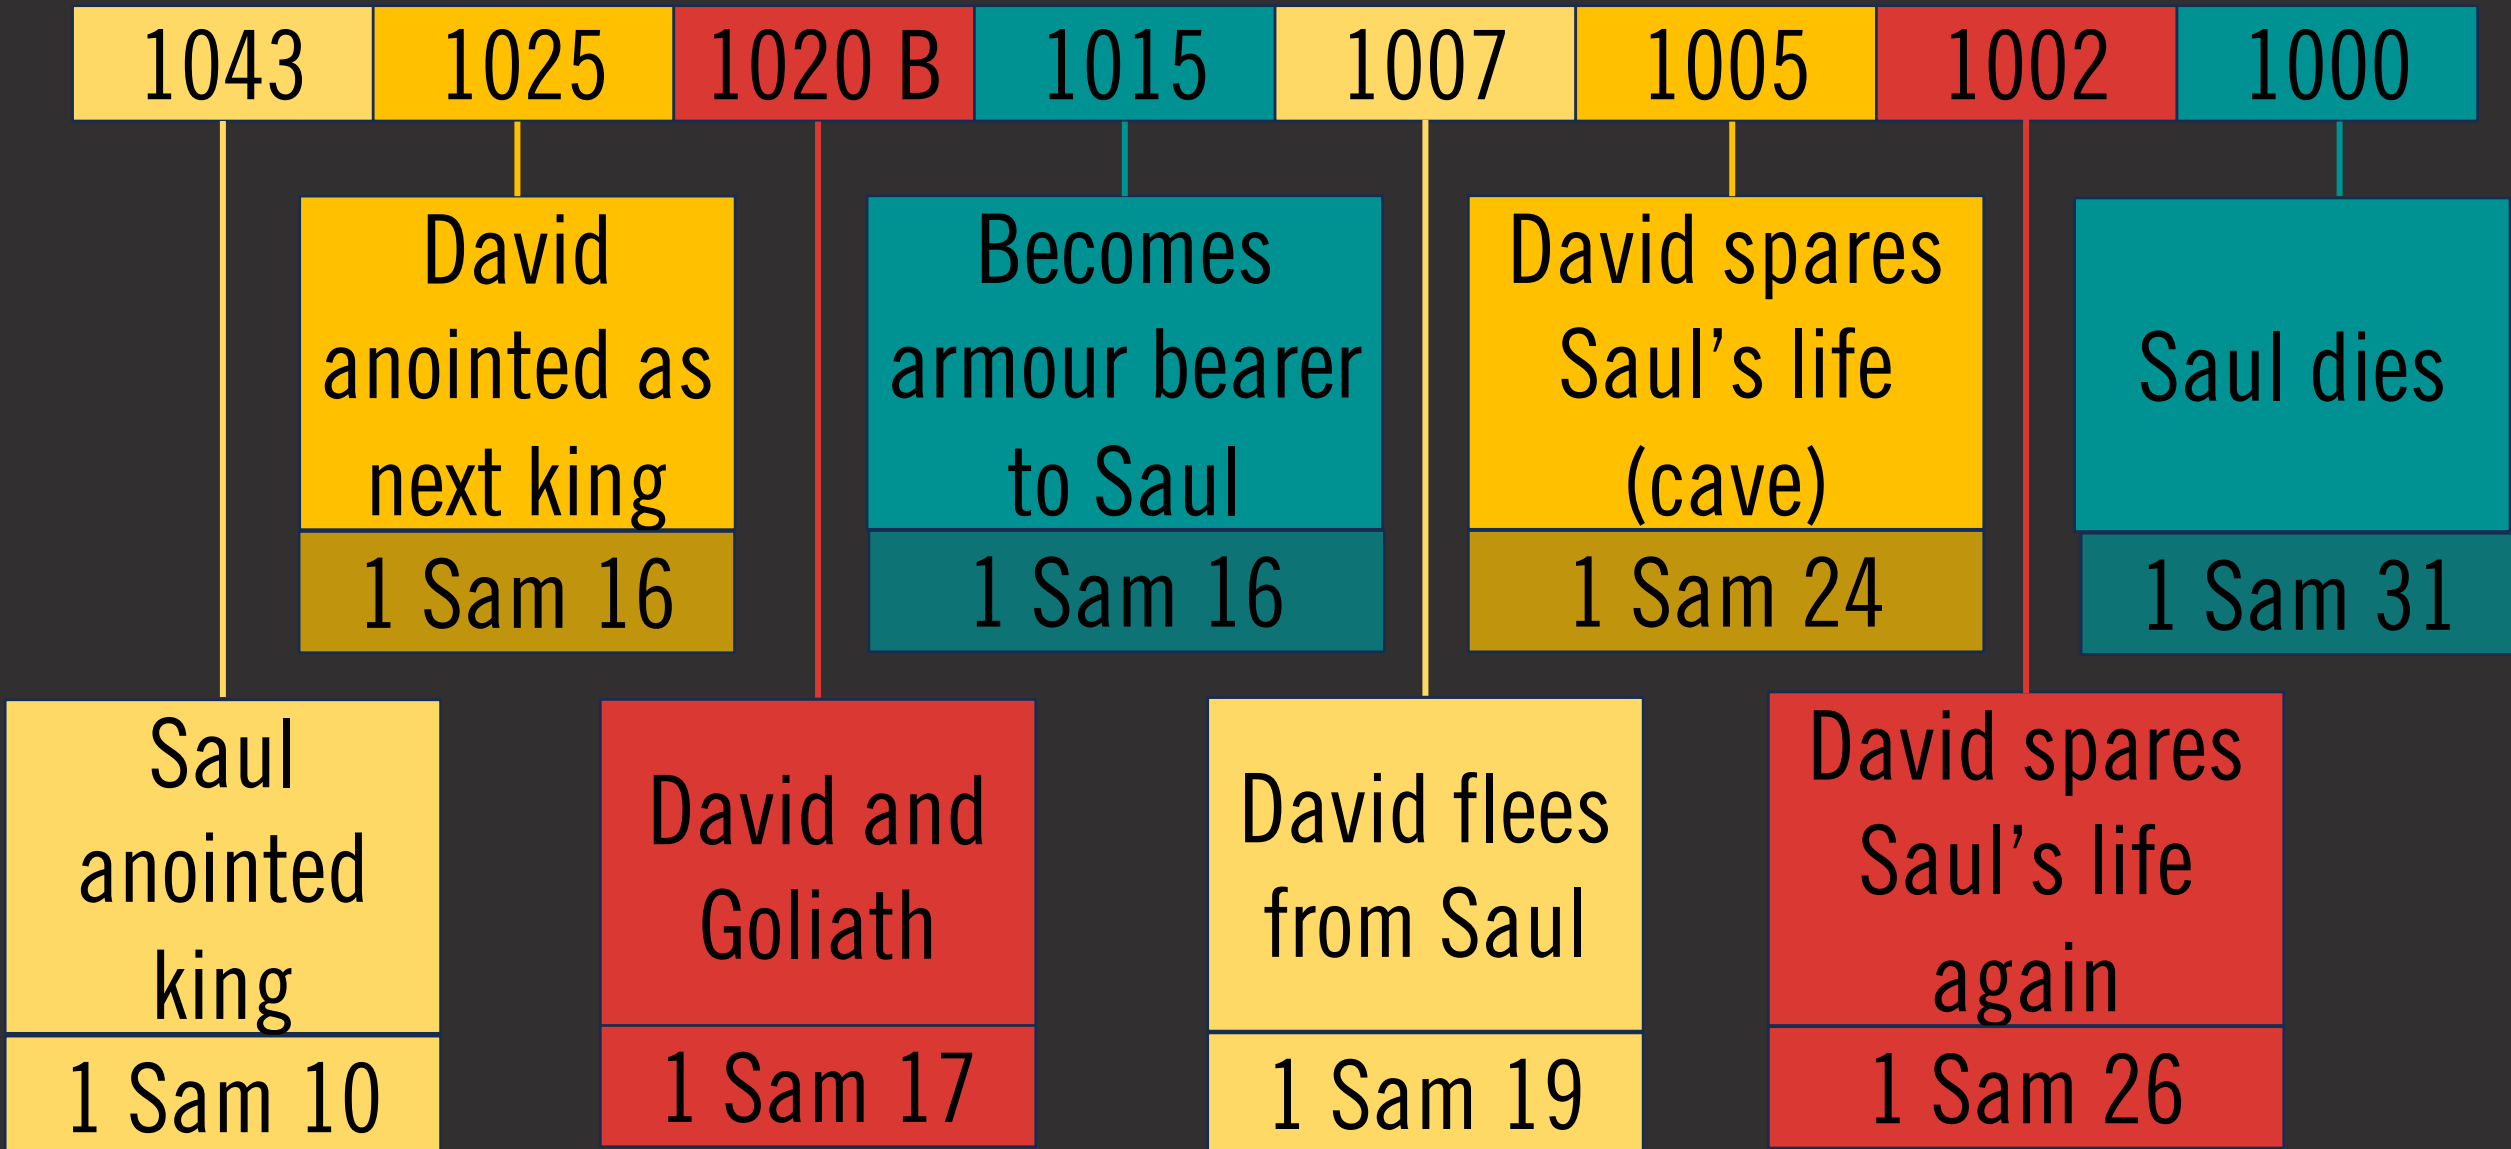 1043 1025 1020 B 1015 1007 1005 1002 1000
David
anointed as
next king
1 Sam 16
Becomes
armour bearer
to Saul
1 Sam 16
David spares
Saul's life
(cave)
1 Sam 24
Saul dies
1 Sam 31
Saul
anointed
king
1 Sam 10
David and
Goliath
1 Sam 17
David flees
from Saul
1 Sam 19
David spares
Saul's life
again
1 Sam 26